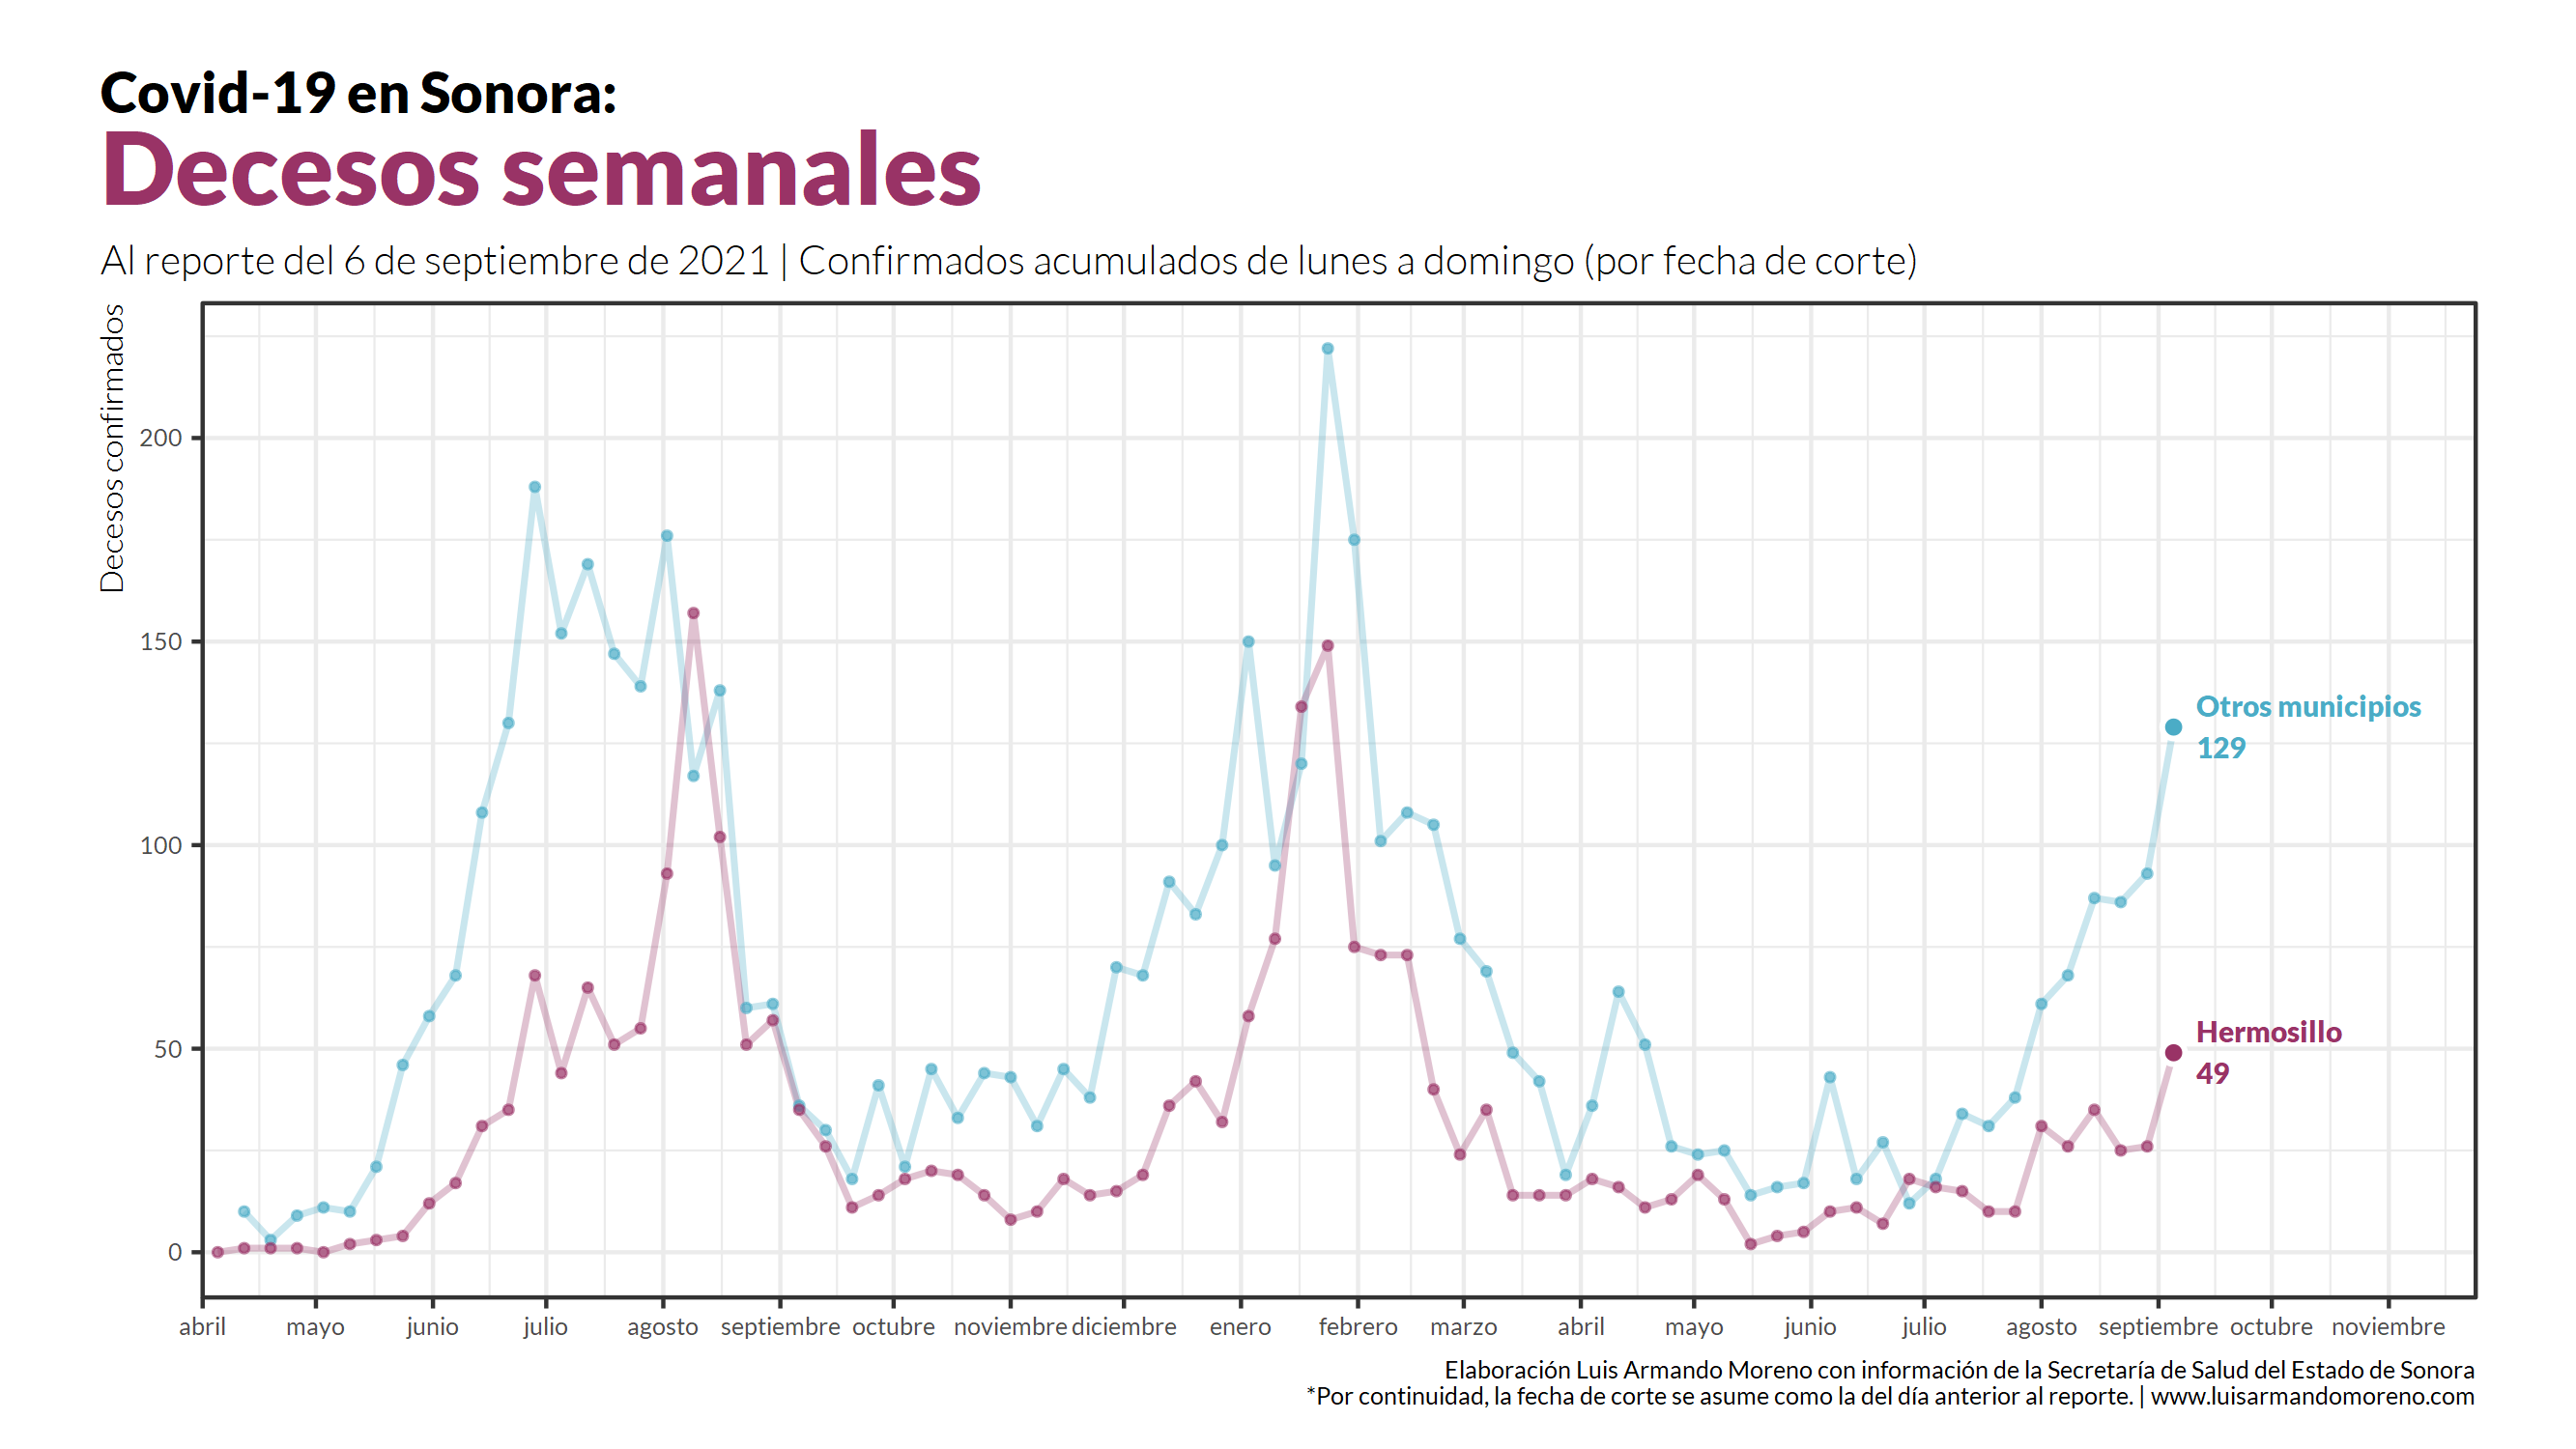 Covid-19 en Sonora:
Decesos semanales
Al reporte del 6 de septiembre de 2021 | Confirmados acumulados de lunes a domingo (por fecha de corte)
Decesos confirmados
200
150
100
50
0
Otros municipios
129
Hermosillo
49
abril mayo junio julio agosto septiembre octubre noviembre diciembre enero febrero marzo abril mayo junio julio agosto septiembre octubre noviembre
Elaboración Luis Armando Moreno con información de la Secretaría de Salud del Estado de Sonora
*Por continuidad, la fecha de corte se asume como la del día anterior al reporte. | www.luisarmandomoreno.com